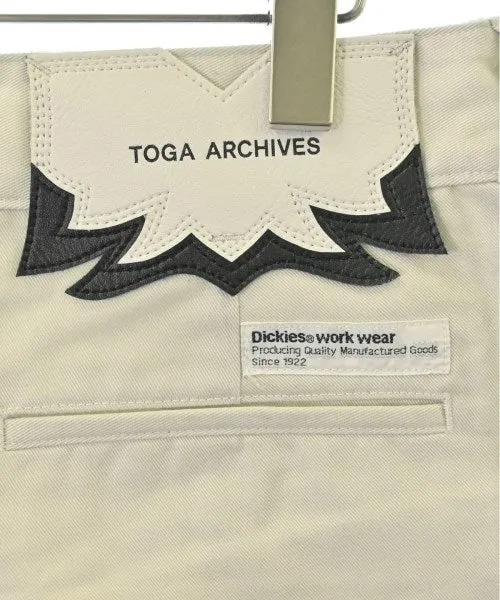 TOGA ARCHIVES
Dickies® work wear
Producing Quality Manufactured Goods
Since 1922